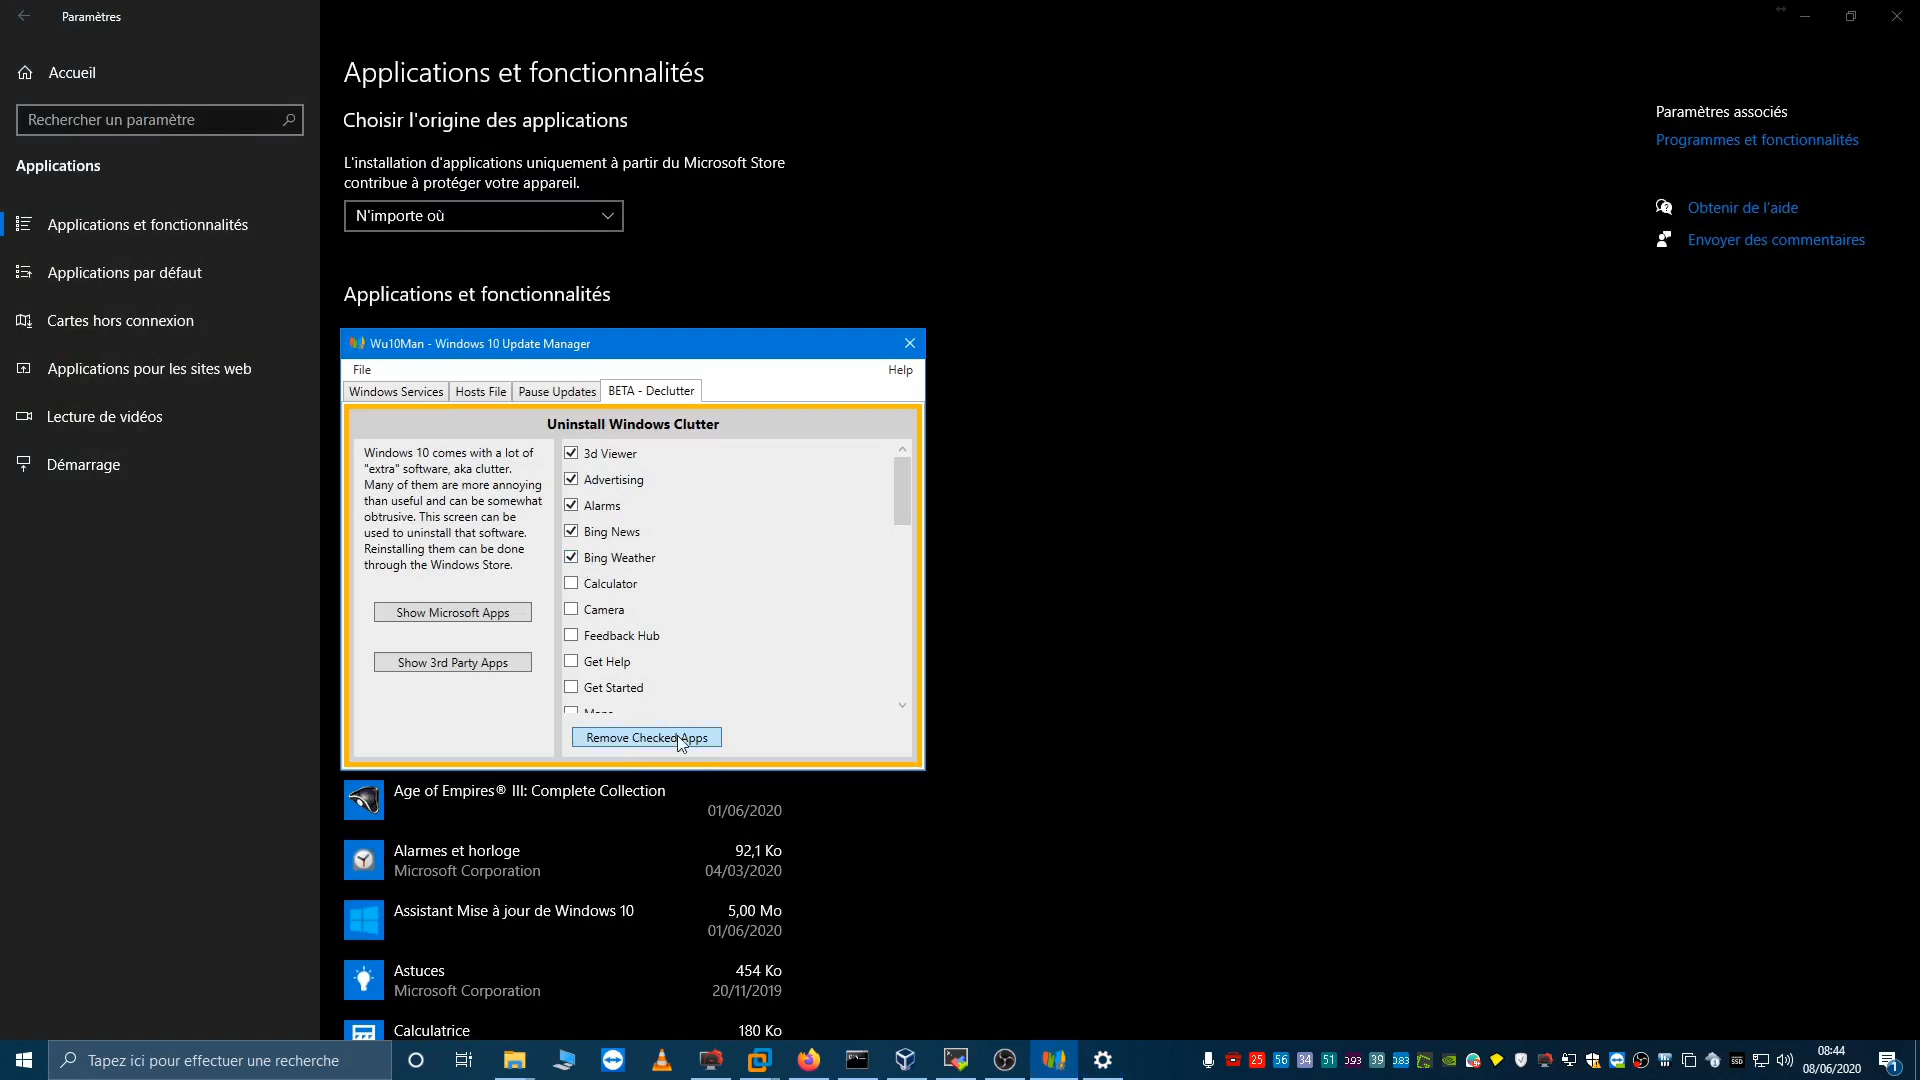 Paramètres
Accueil
Rechercher un paramètre
Applications
Applications et fonctionnalités
Applications par défaut
Cartes hors connexion
Applications pour les sites web
Lecture de vidéos
Démarrage
Applications et fonctionnalités
Choisir l'origine des applications
L'installation d'applications uniquement à partir du Microsoft Store
contribue à protéger votre appareil.
N'importe où
Applications et fonctionnalités
Paramètres associés
Programmes et fonctionnalités
Obtenir de l'aide
Envoyer des commentaires
Wu10Man - Windows 10 Update Manager
File
Help
Windows Services
Hosts File
Pause Updates
BETA - Declutter
Uninstall Windows Clutter
Windows 10 comes with a lot of
"extra" software, aka clutter.
Many of them are more annoying
than useful and can be somewhat
obtrusive. This screen can be
used to uninstall that software.
Reinstalling them can be done
through the Windows Store.
Show Microsoft Apps
Show 3rd Party Apps
3d Viewer
Advertising
Alarms
Bing News
Bing Weather
Calculator
Camera
Feedback Hub
Get Help
Get Started
Maps
Remove Checked Apps
Age of Empires® III: Complete Collection
01/06/2020
Alarmes et horloge
92,1 Ko
Microsoft Corporation
04/03/2020
Assistant Mise à jour de Windows 10
5,00 Mo
01/06/2020
Astuces
454 Ko
Microsoft Corporation
20/11/2019
Calculatrice
180 Ko
Tapez ici pour effectuer une recherche
25
56
34
51
39
08:44
08/06/2020
1